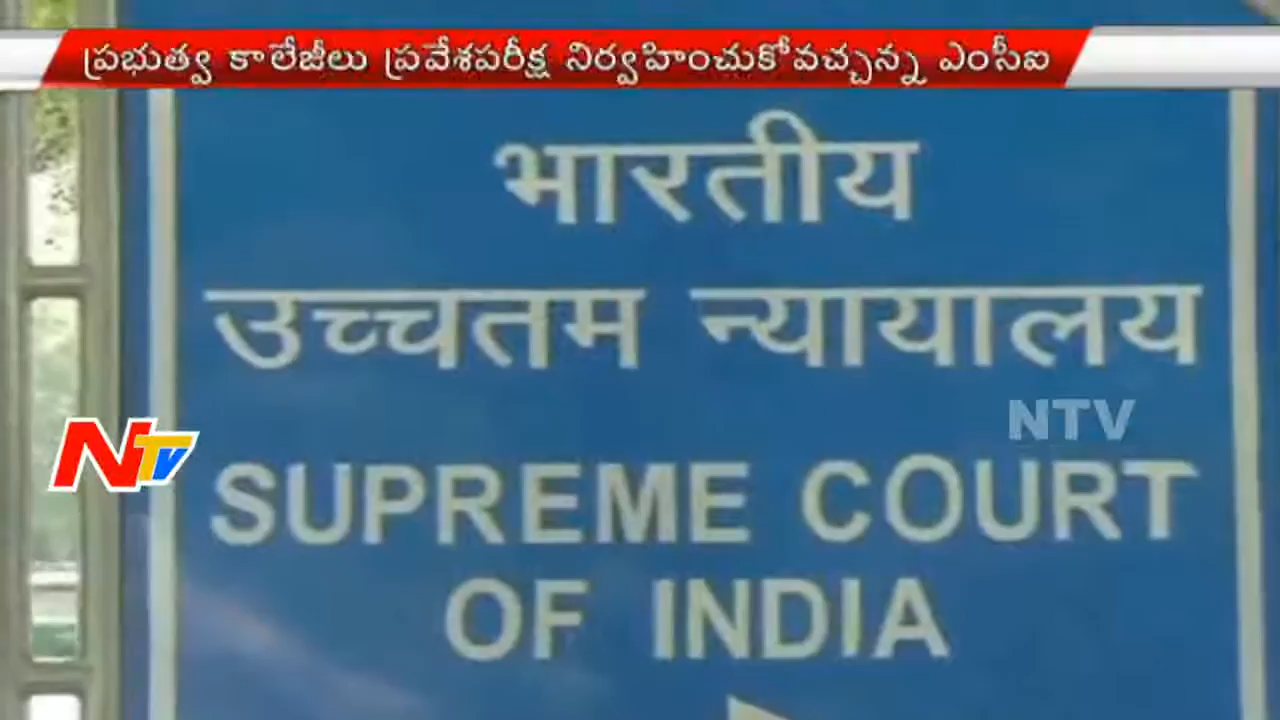 ప్రభుత్వ కాలేజీలు ప్రవేశపరీక్ష నిర్వహించుకోవచ్చన్న ఎంసీఐ
भारतीय
उच्चतम न्यायालय
NTV
NTV
SUPREME COURT
OF INDIA